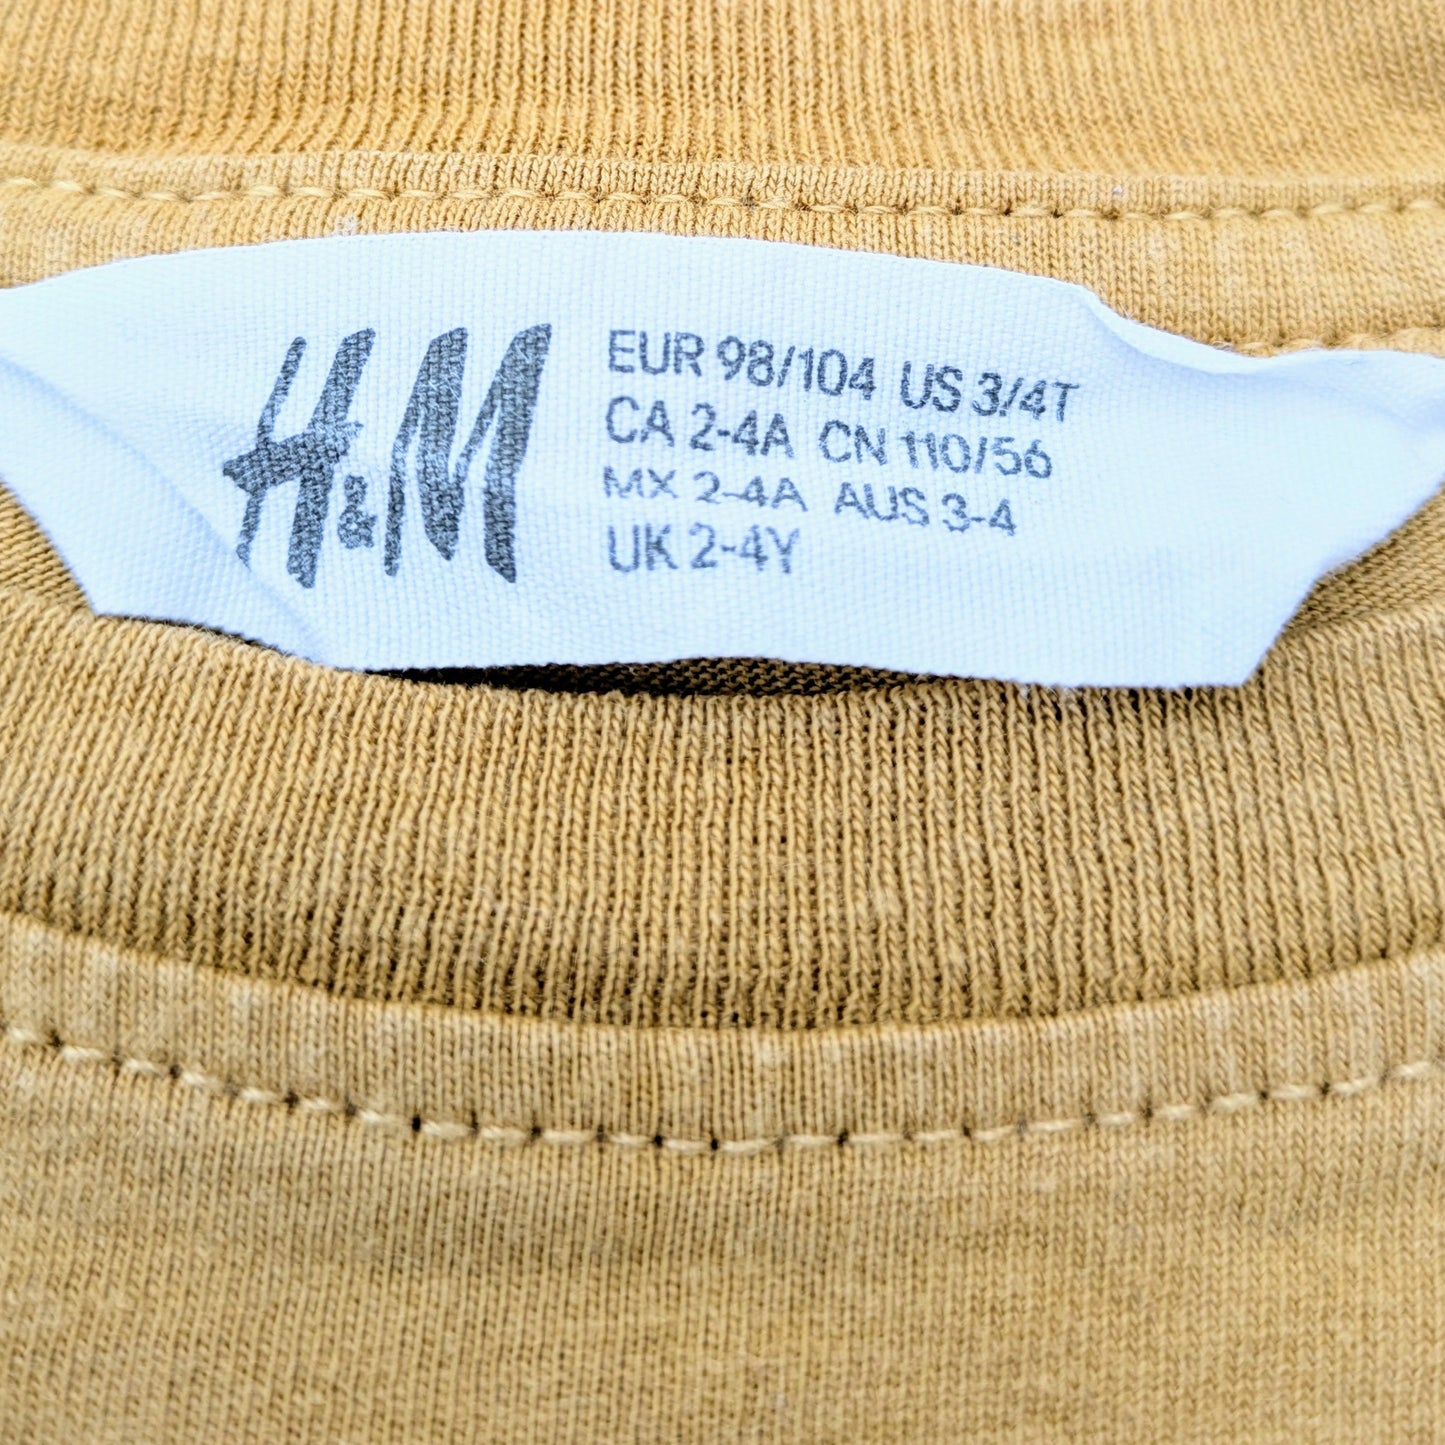 H&M
EUR 98/104 US 3/4T
CA 2-4A CN 110/56
MX 2-4A AUS 3-4
UK 2-4Y